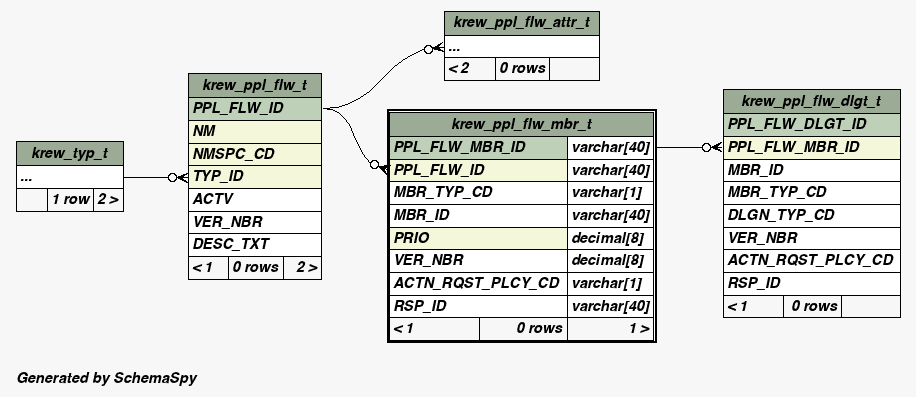 krew_ppl_flw_attr_t
...
< 2 0 rows
krew_ppl_flw_t
PPL_FLW_ID
NM
NMSPC_CD
TYP_ID
ACTV
VER_NBR
DESC_TXT
< 1 0 rows 2 >
krew_typ_t
...
1 row 2 >
krew_ppl_flw_mbr_t
PPL_FLW_MBR_ID varchar[40]
PPL_FLW_ID varchar[40]
MBR_TYP_CD varchar[1]
MBR_ID varchar[40]
PRIO decimal[8]
VER_NBR decimal[8]
ACTN_RQST_PLCY_CD varchar[1]
RSP_ID varchar[40]
< 1 0 rows 1 >
krew_ppl_flw_dlgt_t
PPL_FLW_DLGT_ID
PPL_FLW_MBR_ID
MBR_ID
MBR_TYP_CD
DLGN_TYP_CD
VER_NBR
ACTN_RQST_PLCY_CD
RSP_ID
< 1 0 rows
Generated by SchemaSpy